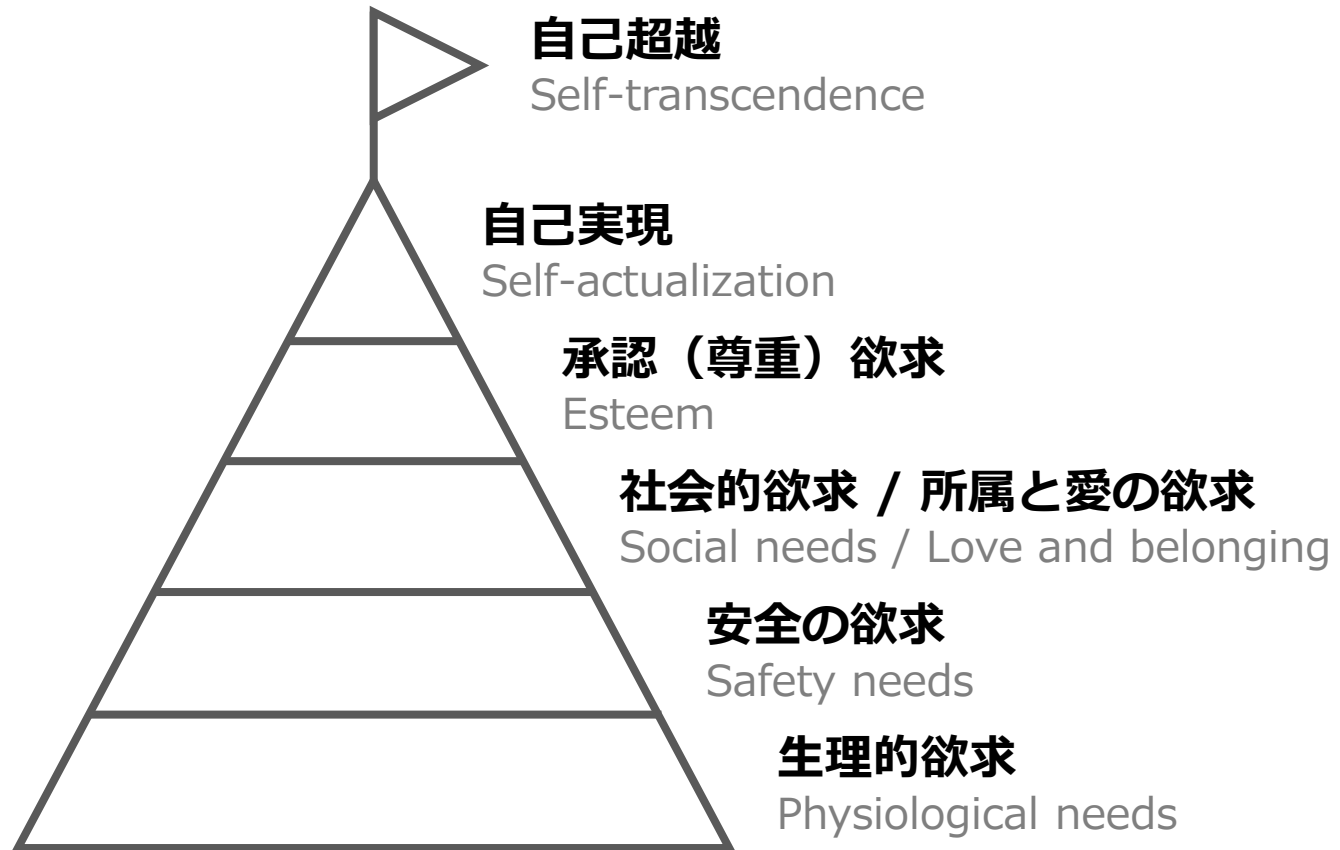 自己超越
Self-transcendence
自己実現
Self-actualization
承認（尊重）欲求
Esteem
社会的欲求 / 所属と愛の欲求
Social needs / Love and belonging
安全の欲求
Safety needs
生理的欲求
Physiological needs